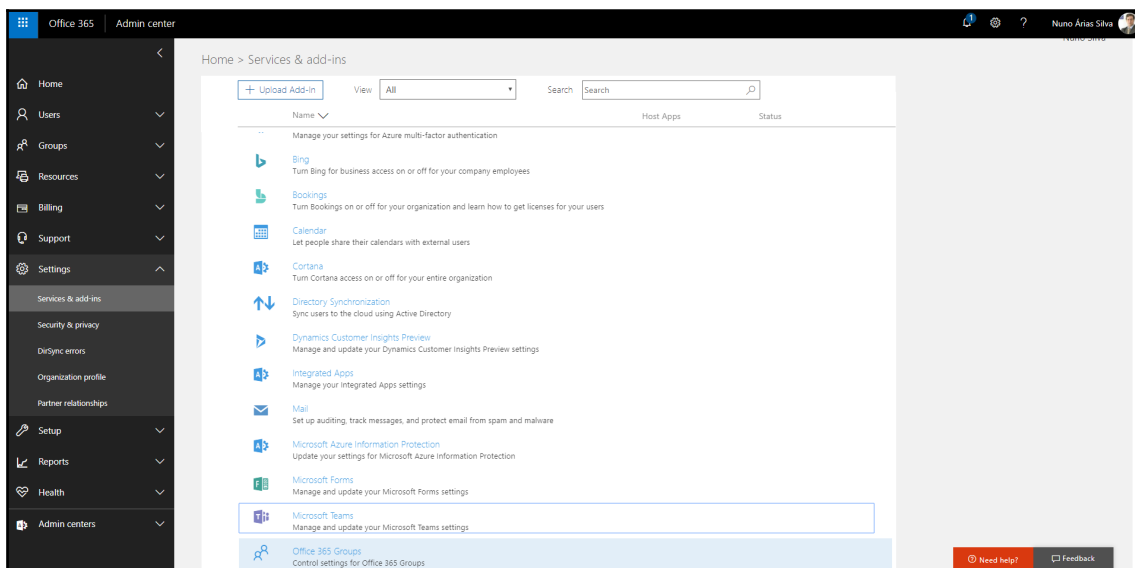 Office 365
Admin center
1
?
Nuno Árias Silva
Nuno Silva
Home
Users
Groups
Resources
Billing
Support
Settings
Services & add-ins
Security & privacy
DirSync errors
Organization profile
Partner relationships
Setup
Reports
Health
Admin centers
Home > Services & add-ins
+ Upload Add-In
View
All
Search
Search
Name
Host Apps
Status
Manage your settings for Azure multi-factor authentication
Bing
Turn Bing for business access on or off for your company employees
Bookings
Turn Bookings on or off for your organization and learn how to get licenses for your users
Calendar
Let people share their calendars with external users
Cortana
Turn Cortana access on or off for your entire organization
Directory Synchronization
Sync users to the cloud using Active Directory
Dynamics Customer Insights Preview
Manage and update your Dynamics Customer Insights Preview settings
Integrated Apps
Manage your Integrated Apps settings
Mail
Set up auditing, track messages, and protect email from spam and malware
Microsoft Azure Information Protection
Update your settings for Microsoft Azure Information Protection
Microsoft Forms
Manage and update your Microsoft Forms settings
Microsoft Teams
Manage and update your Microsoft Teams settings
Office 365 Groups
Control settings for Office 365 Groups
Need help?
Feedback